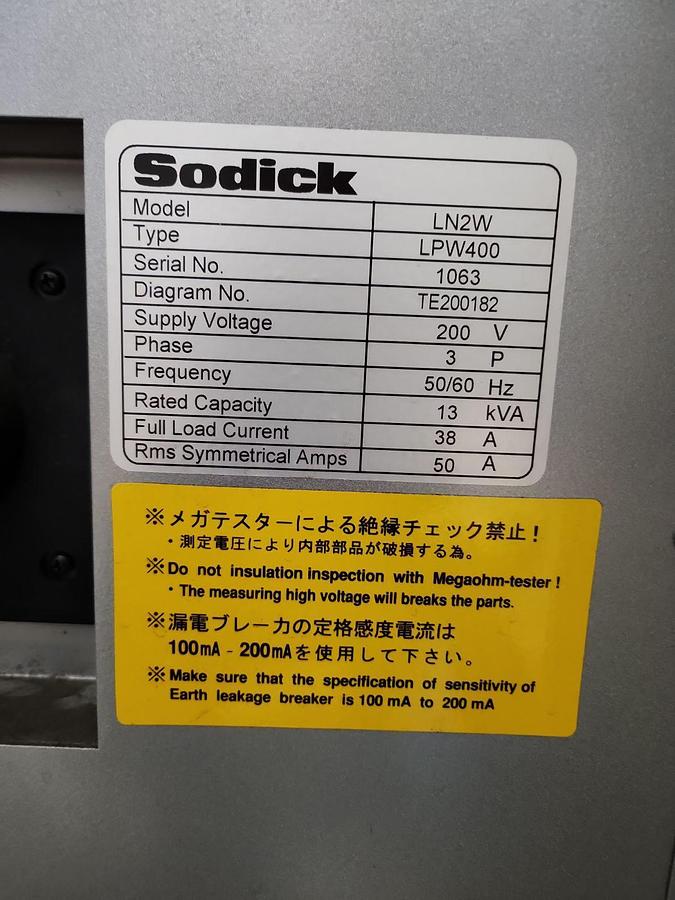 Sodick
Model LN2W
Type LPW400
Serial No. 1063
Diagram No. TE200182
Supply Voltage 200 V
Phase 3 P
Frequency 50/60 Hz
Rated Capacity 13 kVA
Full Load Current 38 A
Rms Symmetrical Amps 50 A
※メガテスターによる絶縁チェック禁止！
・測定電圧により内部部品が破損する為。
※Do not insulation inspection with Megaohm-tester!
・The measuring high voltage will breaks the parts.
※漏電ブレーカの定格感度電流は
100mA - 200mAを使用して下さい。
※Make sure that the specification of sensitivity of
Earth leakage breaker is 100 mA to 200 mA